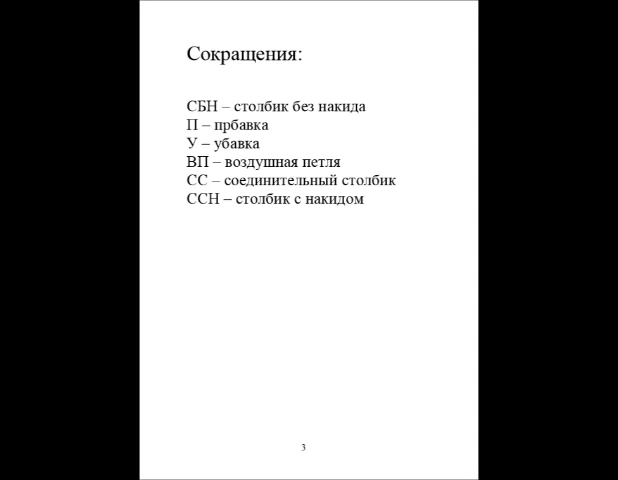 Сокращения:
СБН – столбик без накида
П – прбавка
У – убавка
ВП – воздушная петля
СС – соединительный столбик
ССН – столбик с накидом
3